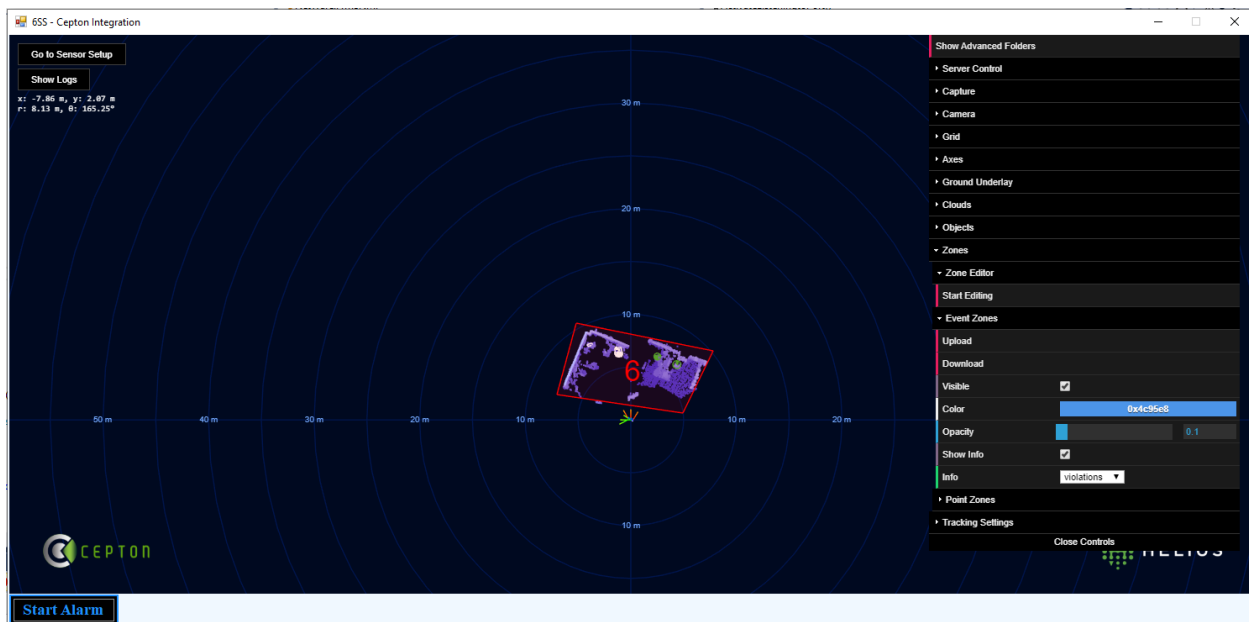 6SS - Cepton Integration
Go to Sensor Setup
Show Logs
x: -7.86 m, y: 2.07 m
r: 8.13 m, θ: 165.25°
30 m
20 m
10 m
6
50 m
40 m
30 m
20 m
10 m
10 m
20 m
10 m
CEPTON
Show Advanced Folders
Server Control
Capture
Camera
Grid
Axes
Ground Underlay
Clouds
Objects
Zones
Zone Editor
Start Editing
Event Zones
Upload
Download
Visible
Color 0x4c95e8
Opacity 0.1
Show Info
Info violations
Point Zones
Tracking Settings
Close Controls
HELIOS
Start Alarm